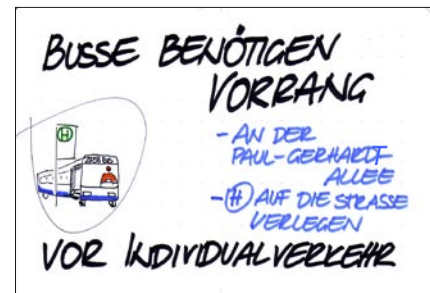 BUSSE BENÖTIGEN
VORRANG
- AN DER
PAUL-GERHARDT-
ALLEE
- (H) AUF DIE STRASSE
VERLEGEN
H
VOR INDIVIDUALVERKEHR